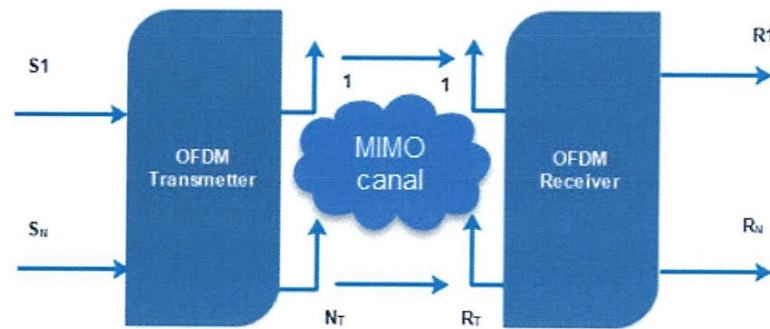 S1
OFDM
Transmetter
SN
1
1
MIMO
canal
NT
RT
OFDM
Receiver
R1
RN